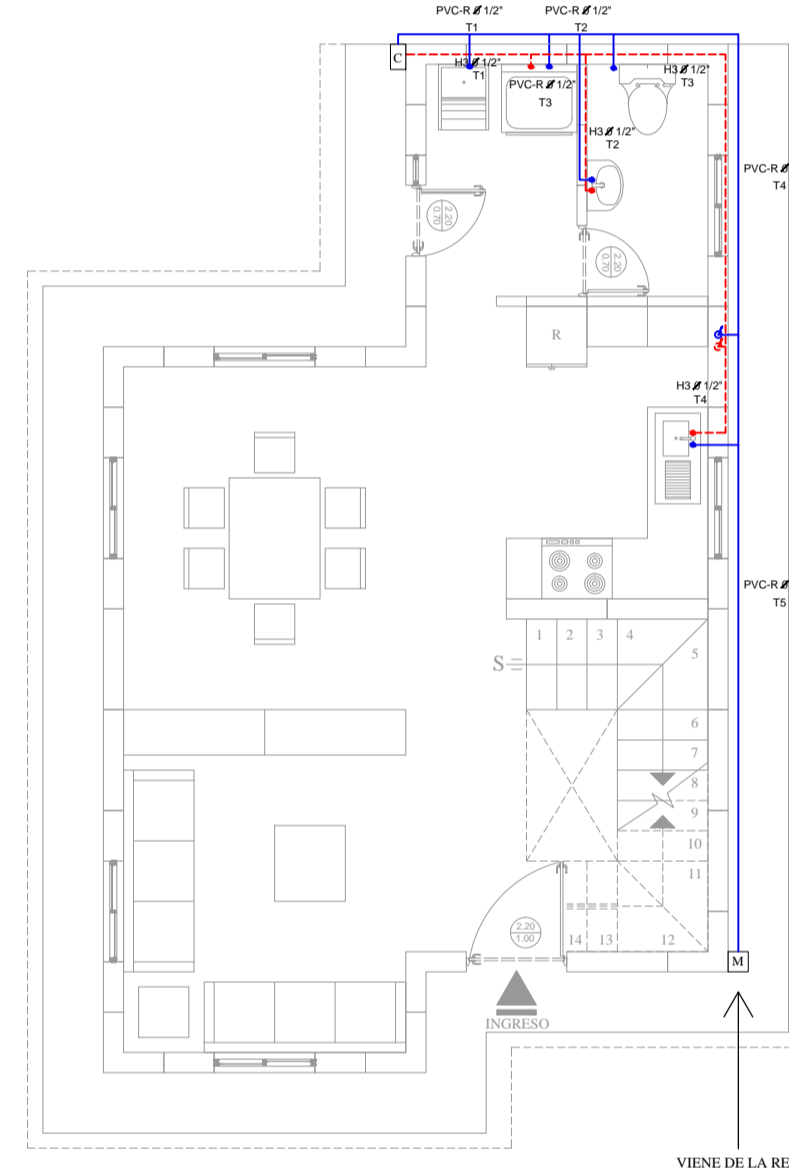 PVC-R Ø 1/2"
T1
PVC-R Ø 1/2"
T2
C
H3 Ø 1/2"
T1
PVC-R Ø 1/2"
T3
H3 Ø 1/2"
T3
H3 Ø 1/2"
T2
PVC-R Ø
T4
2.20
0.70
2.20
0.70
R
H3 Ø 1/2"
T4
PVC-R Ø
T5
S
1
2
3
4
5
6
7
8
9
10
11
12
13
14
2.20
1.00
M
INGRESO
VIENE DE LA RE